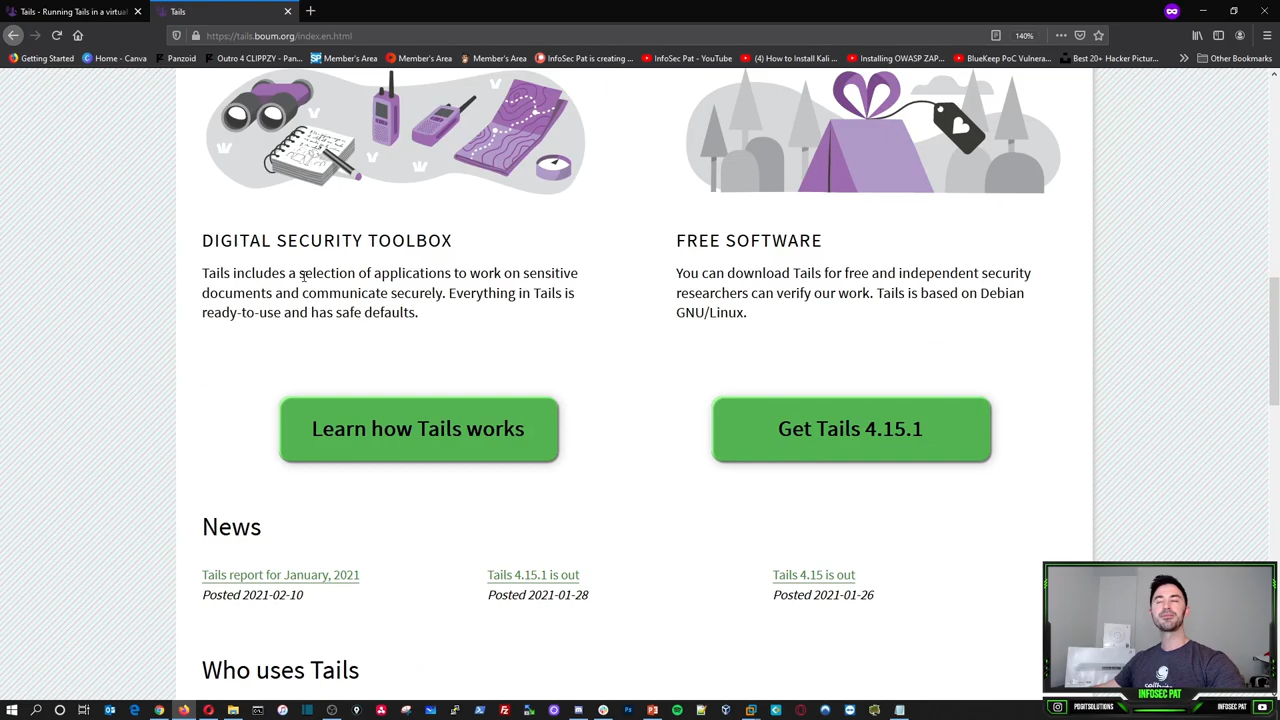 Tails - Running Tails in a virtual
Tails
https://tails.boum.org/index.en.html
140%
Getting Started
Home - Canva
Panzoid
Outro 4 CLIPPZY - Pan...
Member's Area
Member's Area
Member's Area
InfoSec Pat is creating ...
InfoSec Pat - YouTube
(4) How to Install Kali ...
Installing OWASP ZAP...
BlueKeep PoC Vulnera...
Best 20+ Hacker Pictur...
Other Bookmarks
DIGITAL SECURITY TOOLBOX
Tails includes a selection of applications to work on sensitive
documents and communicate securely. Everything in Tails is
ready-to-use and has safe defaults.
FREE SOFTWARE
You can download Tails for free and independent security
researchers can verify our work. Tails is based on Debian
GNU/Linux.
Learn how Tails works
Get Tails 4.15.1
News
Tails report for January, 2021
Posted 2021-02-10
Tails 4.15.1 is out
Posted 2021-01-28
Tails 4.15 is out
Posted 2021-01-26
Who uses Tails
INFOSEC PAT
PGITSOLUTIONS
INFOSEC PAT